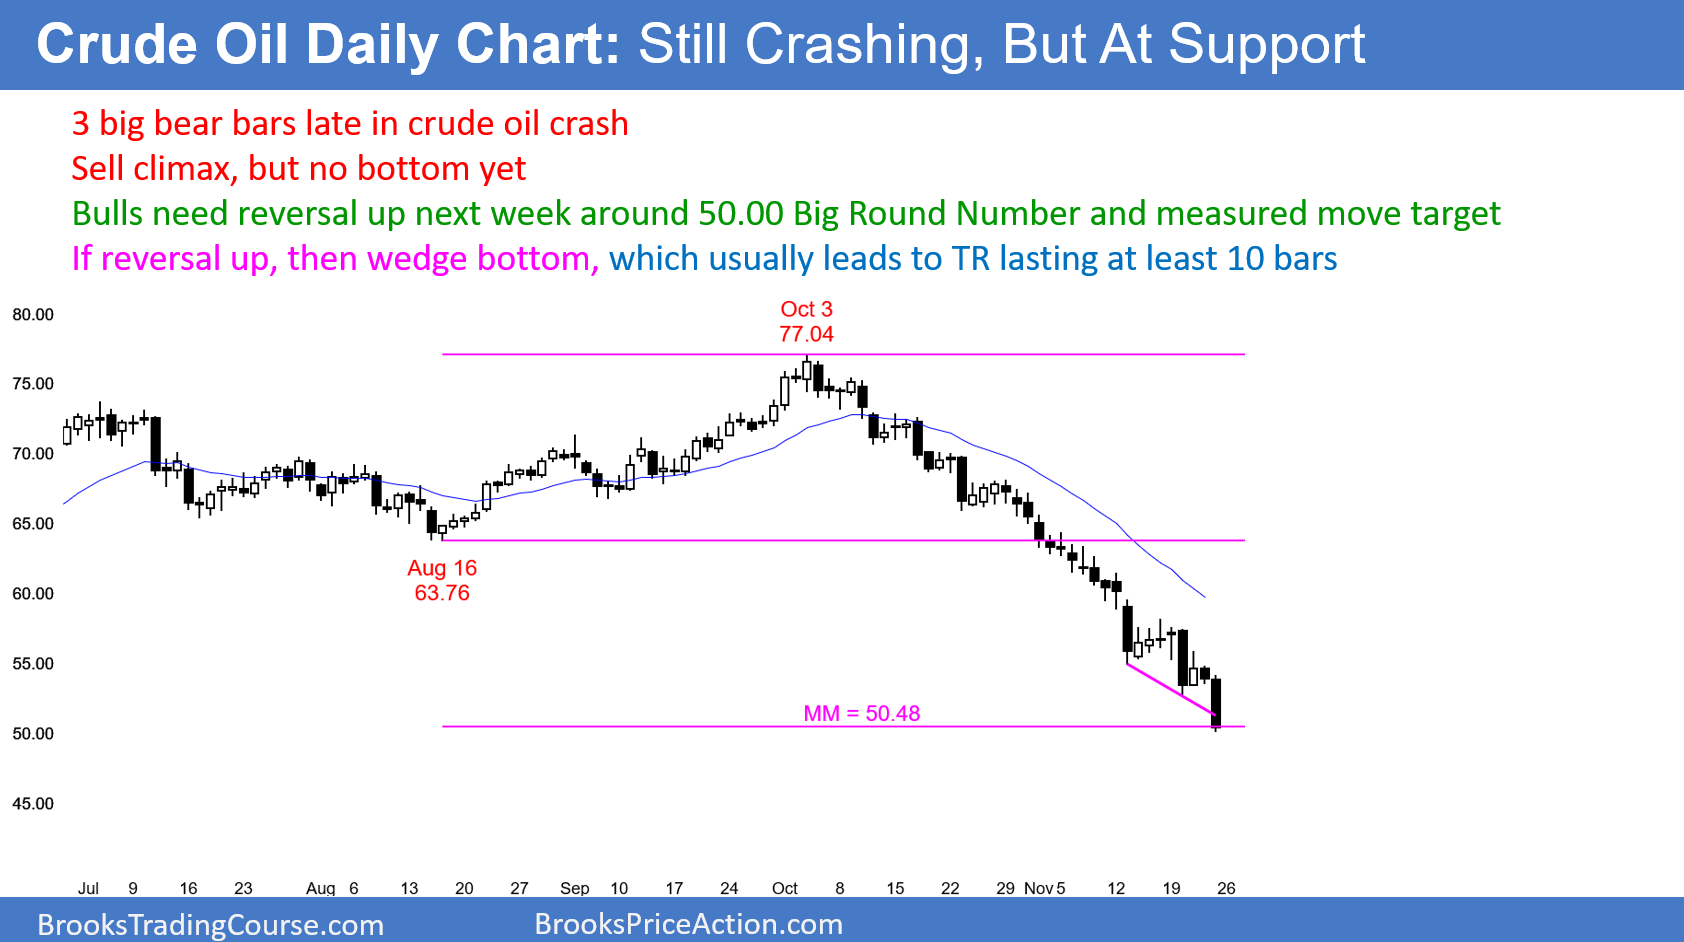 Crude Oil Daily Chart: Still Crashing, But At Support
3 big bear bars late in crude oil crash
Sell climax, but no bottom yet
Bulls need reversal up next week around 50.00 Big Round Number and measured move target
If reversal up, then wedge bottom, which usually leads to TR lasting at least 10 bars
80.00
Oct 3
77.04
75.00
70.00
65.00
Aug 16
63.76
60.00
55.00
MM = 50.48
50.00
45.00
Jul 9 16 23 Aug 6 13 20 27 Sep 10 17 24 Oct 8 15 22 29 Nov 5 12 19 26
BrooksTradingCourse.com BrooksPriceAction.com